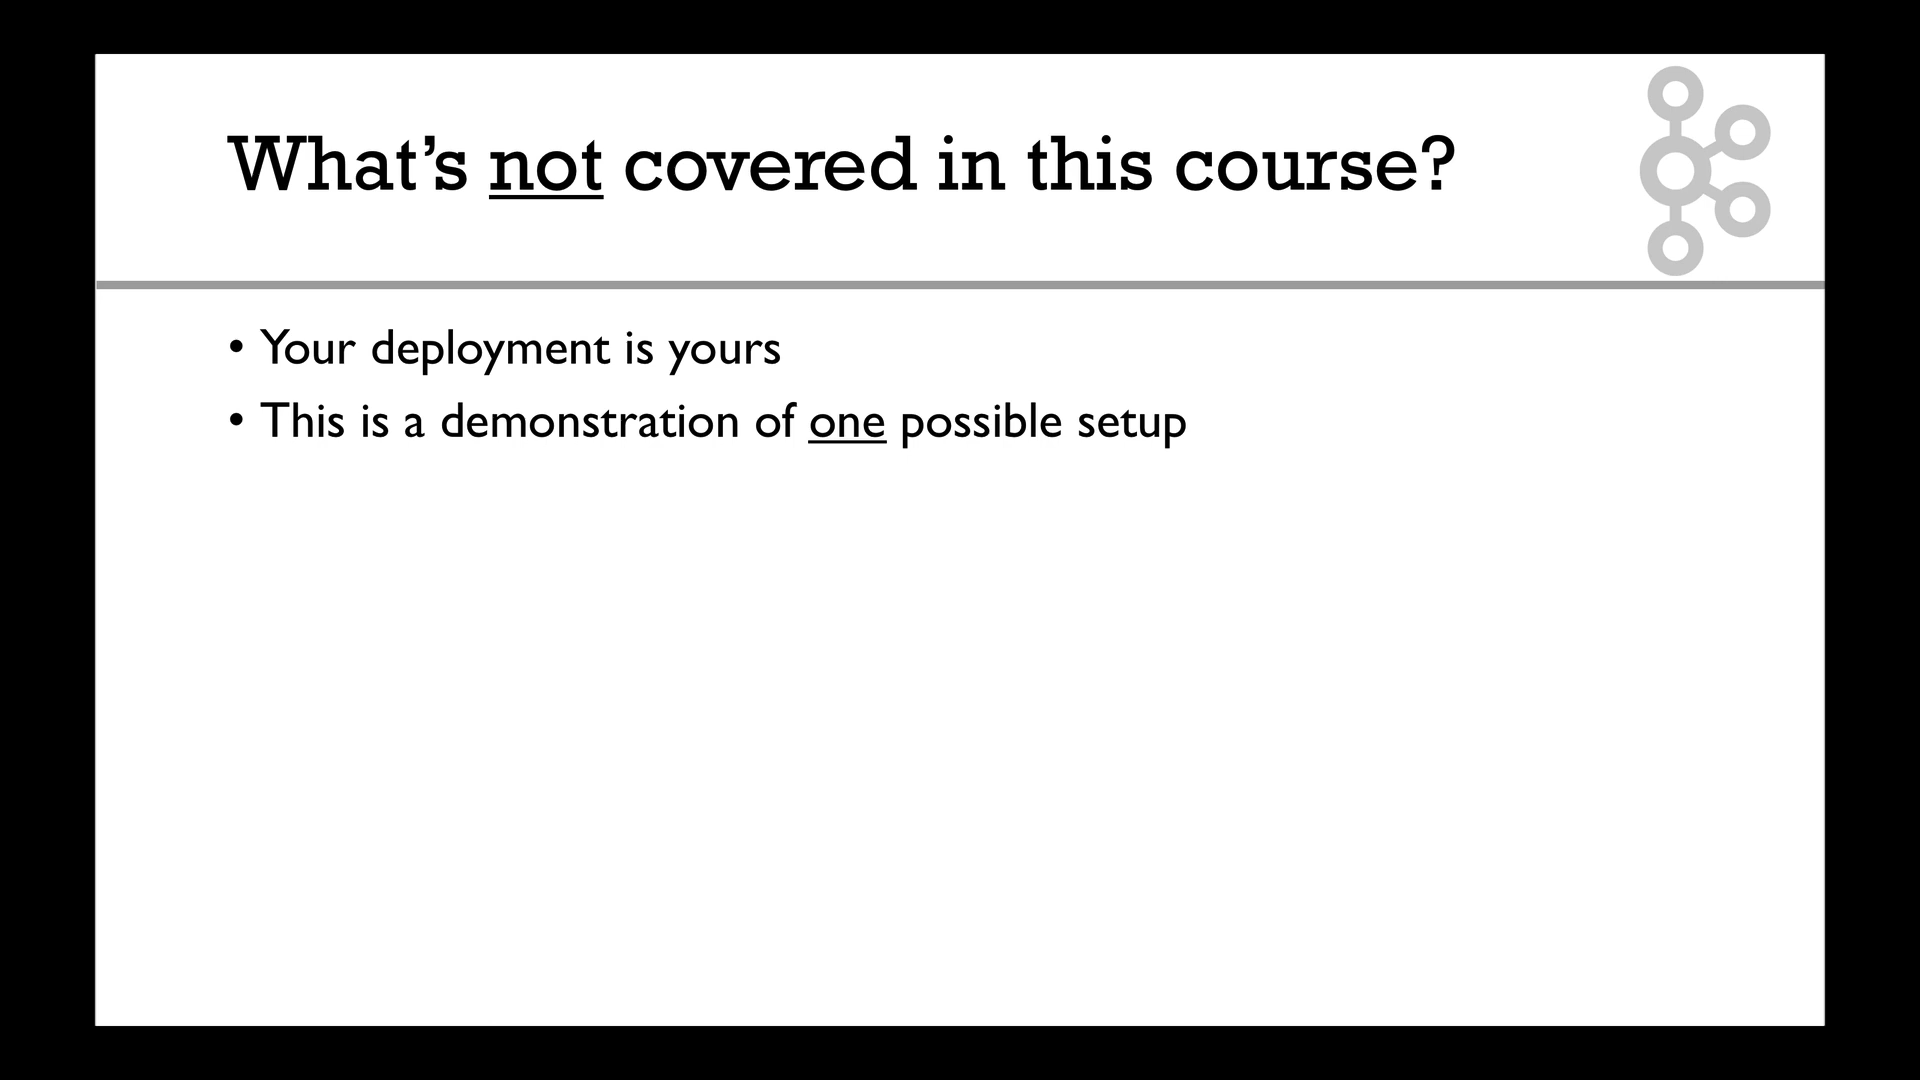 What’s not covered in this course?
• Your deployment is yours
• This is a demonstration of one possible setup